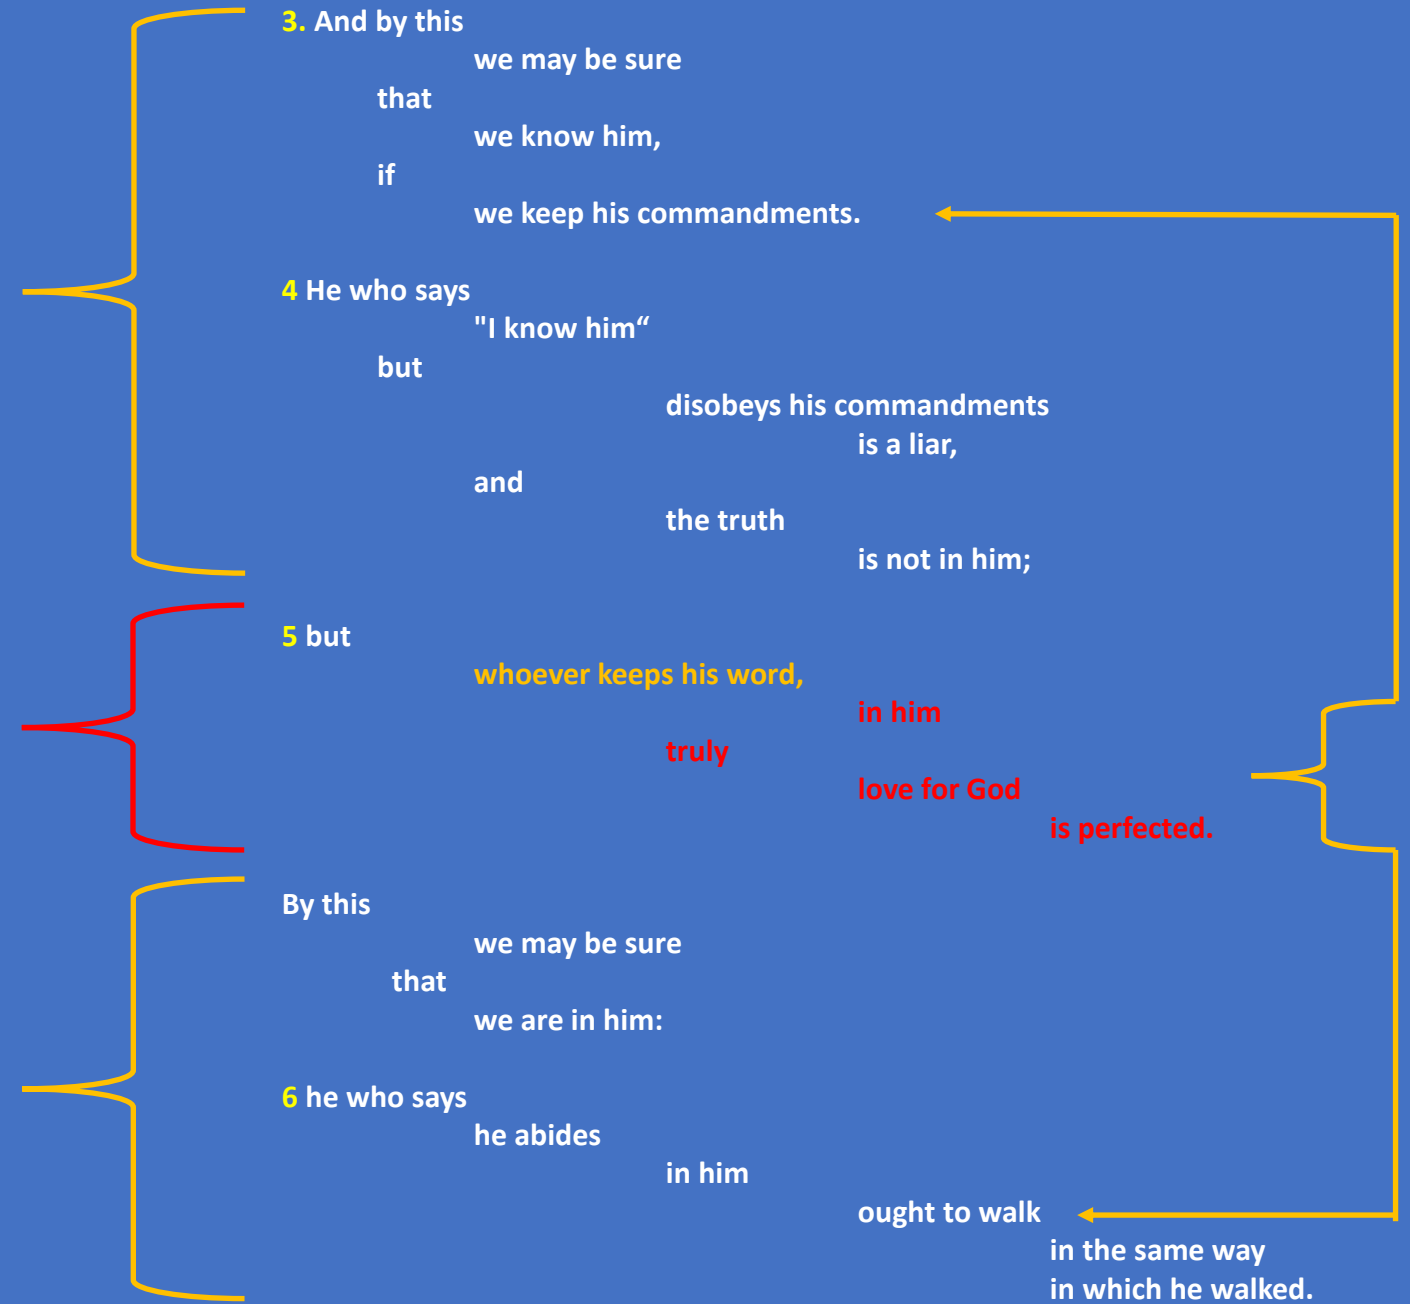 3. And by this
we may be sure
that
we know him,
if
we keep his commandments.
4 He who says
"I know him“
but
disobeys his commandments
is a liar,
and
the truth
is not in him;
5 but
whoever keeps his word,
in him
truly
love for God
is perfected.
By this
we may be sure
that
we are in him:
6 he who says
he abides
in him
ought to walk
in the same way
in which he walked.